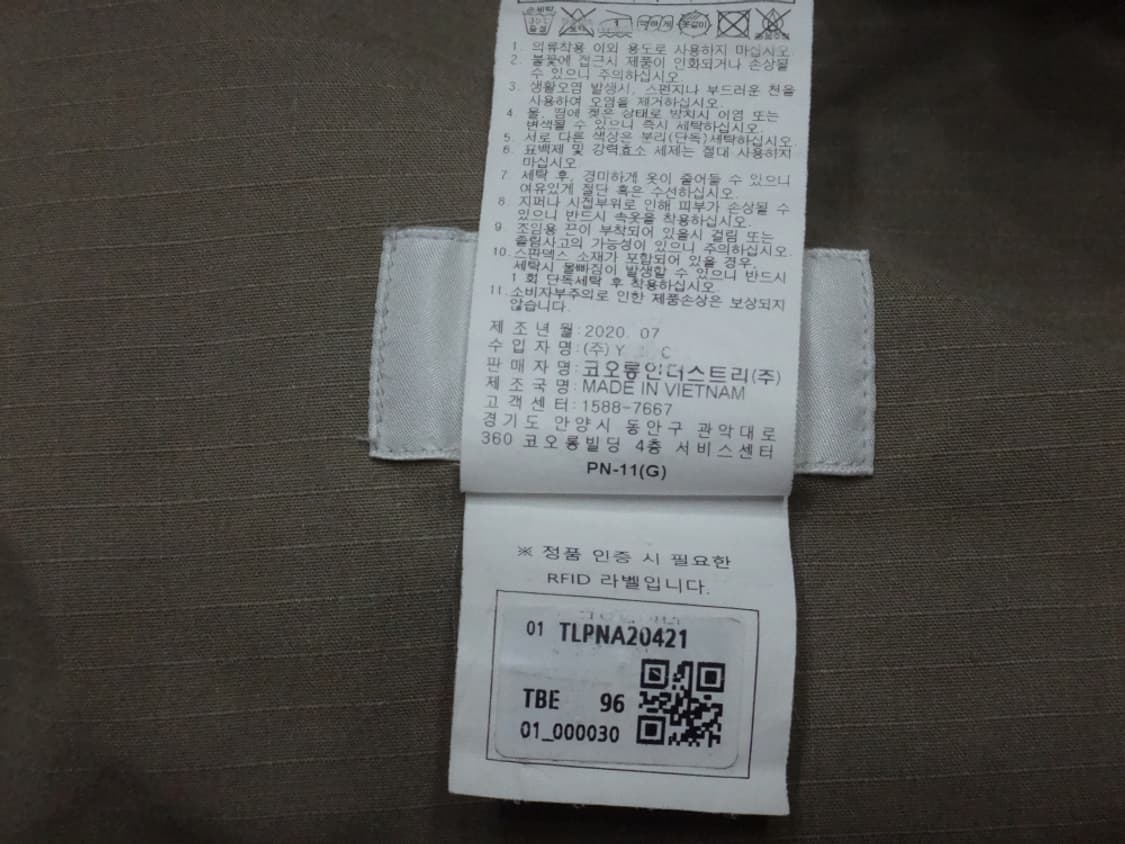 손세탁
30℃
중성
1
약하게
옷걸이
1. 의류착용 이외 용도로 사용하지 마십시오.
2. 불꽃에 접근시 제품이 인화되거나 손상될
수 있으니 주의하십시오.
3. 생활오염 발생시, 스펀지나 부드러운 천을
사용하여 오염을 제거하십시오.
4. 물, 땀에 젖은 상태로 방치시 이염 또는
변색될 수 있으니 즉시 세탁하십시오.
5. 서로 다른 색상은 분리(단독)세탁하십시오.
6. 표백제 및 강력효소 세제는 절대 사용하지
마십시오.
7. 세탁 후, 경미하게 옷이 줄어들 수 있으니
여유있게 절단 혹은 수선하십시오.
8. 지퍼나 시접부위로 인해 피부가 손상될 수
있으니 반드시 속옷을 착용하십시오.
9. 조임용 끈이 부착되어 있을시 걸림 또는
졸림사고의 가능성이 있으니 주의하십시오.
10. 스판덱스 소재가 포함되어 있을 경우,
세탁시 물빠짐이 발생할 수 있으니 반드시
1회 단독세탁 후 착용하십시오.
11. 소비자부주의로 인한 제품손상은 보상되지
않습니다.
제 조 년 월:2020. 07
수 입 자 명:(주) Y C
판 매 자 명:코오롱인더스트리(주)
제 조 국 명: MADE IN VIETNAM
고 객 센 터:1588-7667
경기도 안양시 동안구 관악대로
360 코오롱빌딩 4층 서비스센터
PN-11(G)
※ 정품 인증 시 필요한
RFID 라벨입니다.
01 TLPNA20421
TBE 96
01_000030